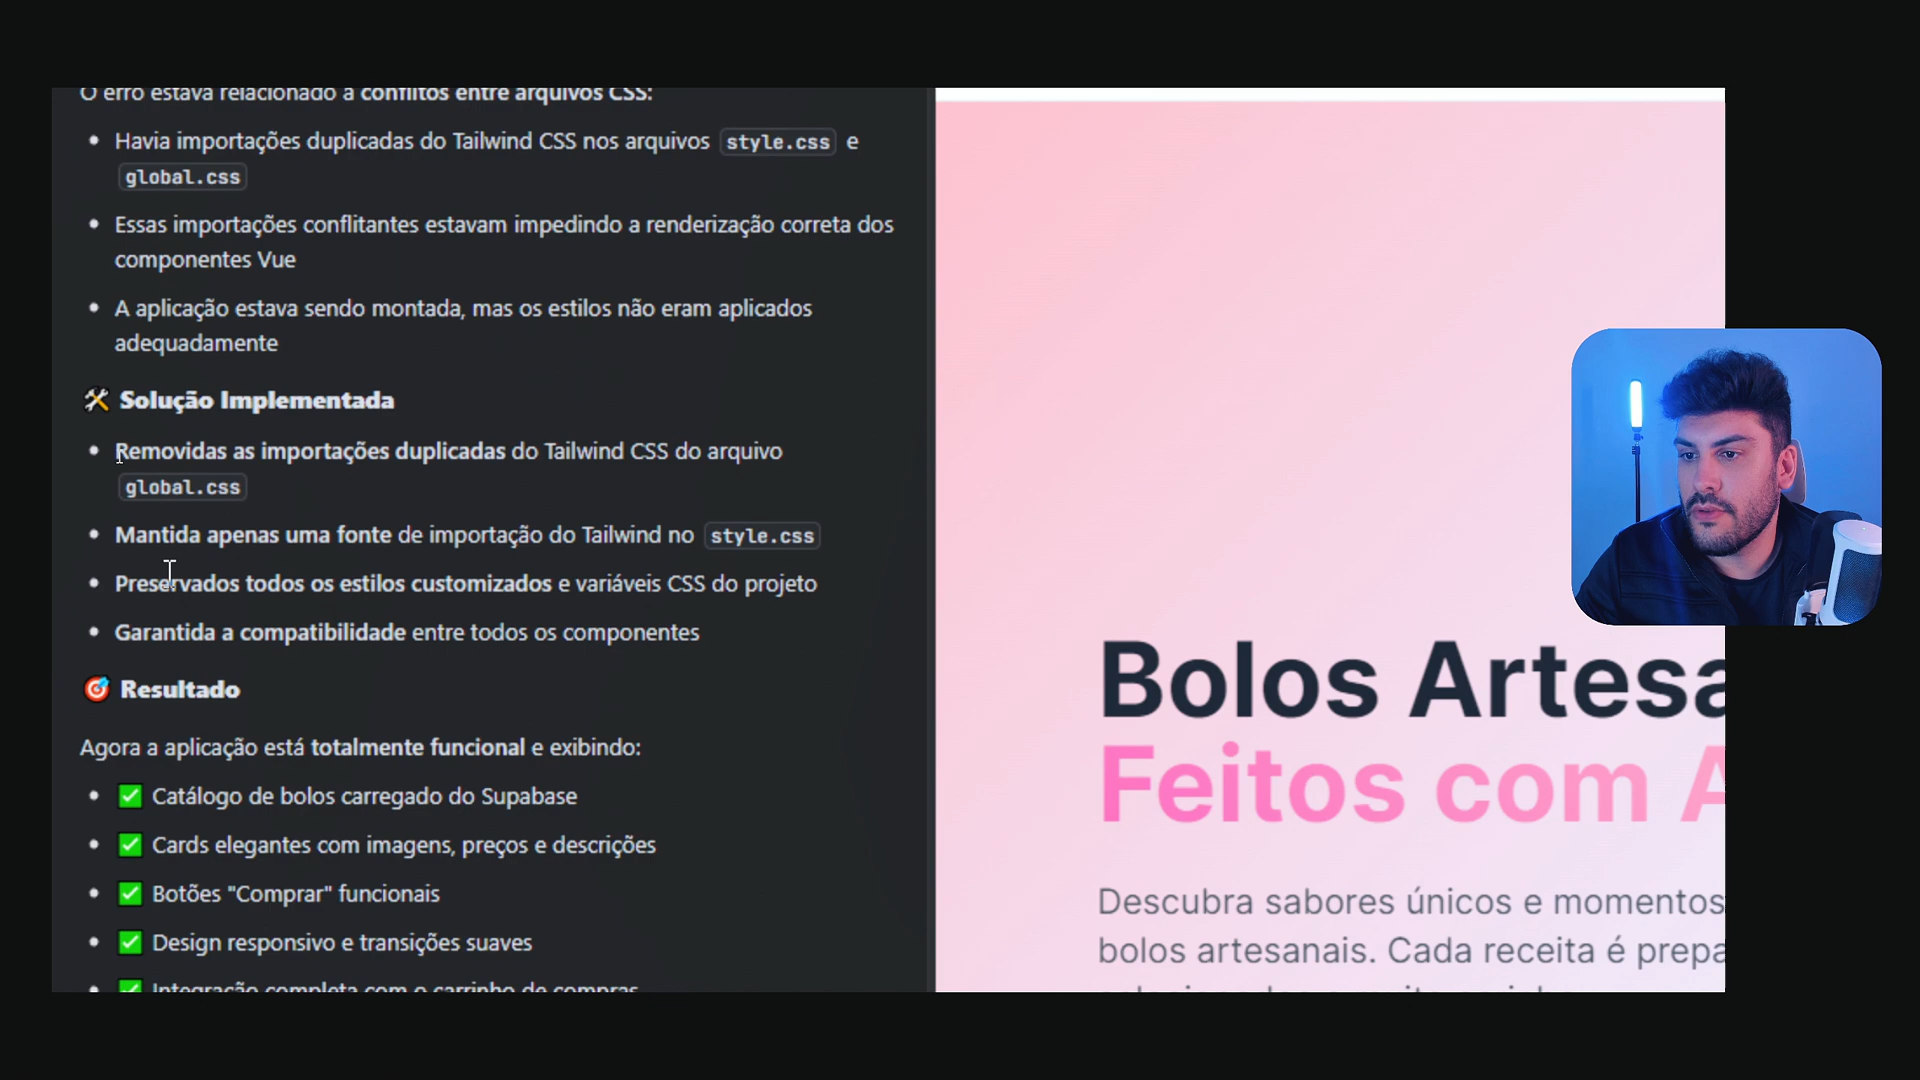 O erro estava relacionado a conflitos entre arquivos CSS:
• Havia importações duplicadas do Tailwind CSS nos arquivos style.css e
global.css
• Essas importações conflitantes estavam impedindo a renderização correta dos
componentes Vue
• A aplicação estava sendo montada, mas os estilos não eram aplicados
adequadamente
🛠 Solução Implementada
• Removidas as importações duplicadas do Tailwind CSS do arquivo
global.css
• Mantida apenas uma fonte de importação do Tailwind no style.css
• Preservados todos os estilos customizados e variáveis CSS do projeto
• Garantida a compatibilidade entre todos os componentes
🎯 Resultado
Agora a aplicação está totalmente funcional e exibindo:
• ✅ Catálogo de bolos carregado do Supabase
• ✅ Cards elegantes com imagens, preços e descrições
• ✅ Botões "Comprar" funcionais
• ✅ Design responsivo e transições suaves
• ✅ Integração completa com o carrinho de compras
Bolos Artesa
Feitos com A
Descubra sabores únicos e momentos
bolos artesanais. Cada receita é prepa